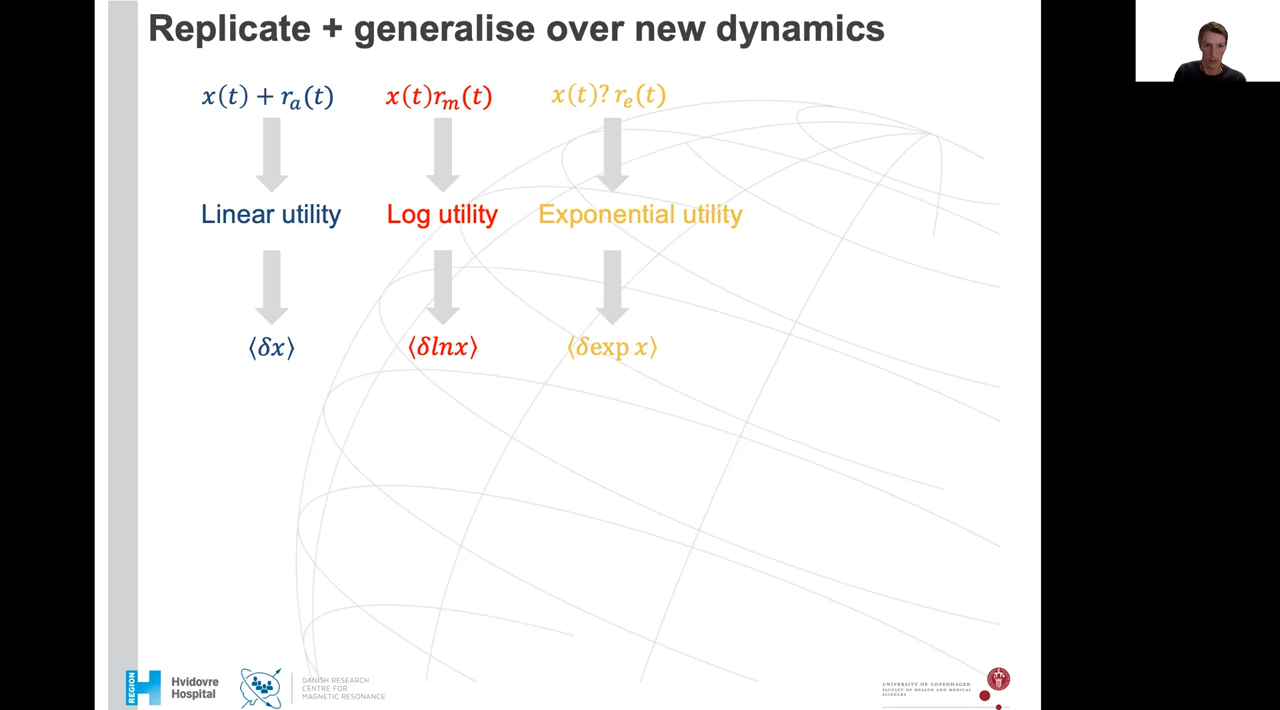 Replicate + generalise over new dynamics
x(t) + rₐ(t) x(t)rₘ(t) x(t)? rₑ(t)
Linear utility Log utility Exponential utility
⟨δx⟩ ⟨δlnx⟩ ⟨δexp x⟩
REGION
Hvidovre
Hospital
DANISH RESEARCH
CENTRE FOR
MAGNETIC RESONANCE
UNIVERSITY OF COPENHAGEN
FACULTY OF HEALTH AND MEDICAL
SCIENCES